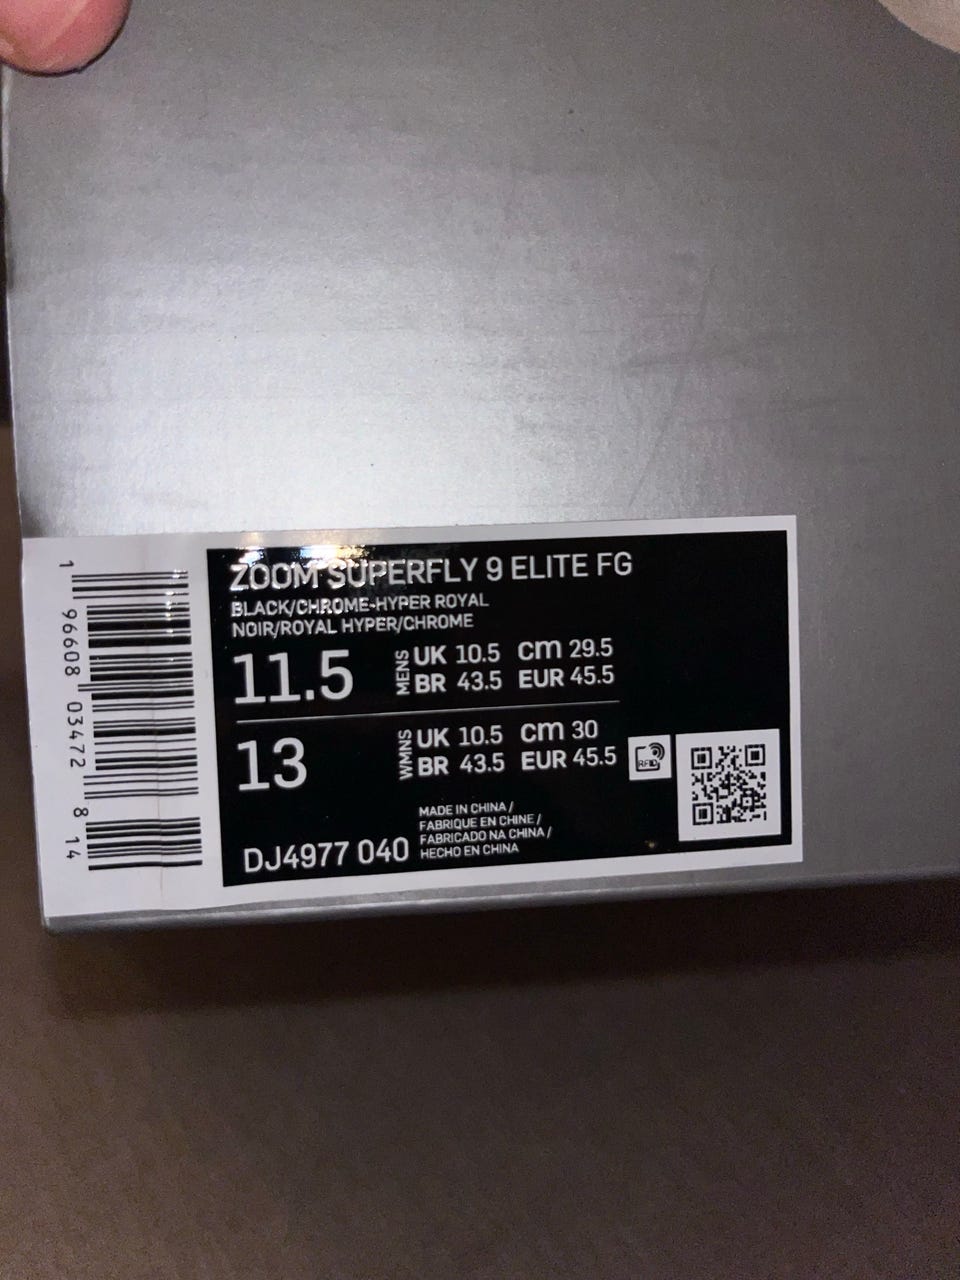 ZOOM SUPERFLY 9 ELITE FG
BLACK/CHROME-HYPER ROYAL
NOIR/ROYAL HYPER/CHROME
11.5 MENS UK 10.5 cm 29.5
BR 43.5 EUR 45.5
13 WMNS UK 10.5 cm 30
BR 43.5 EUR 45.5
RFID
DJ4977 040
MADE IN CHINA /
FABRIQUE EN CHINE /
FABRICADO NA CHINA /
HECHO EN CHINA
1 96608 03472 8 14